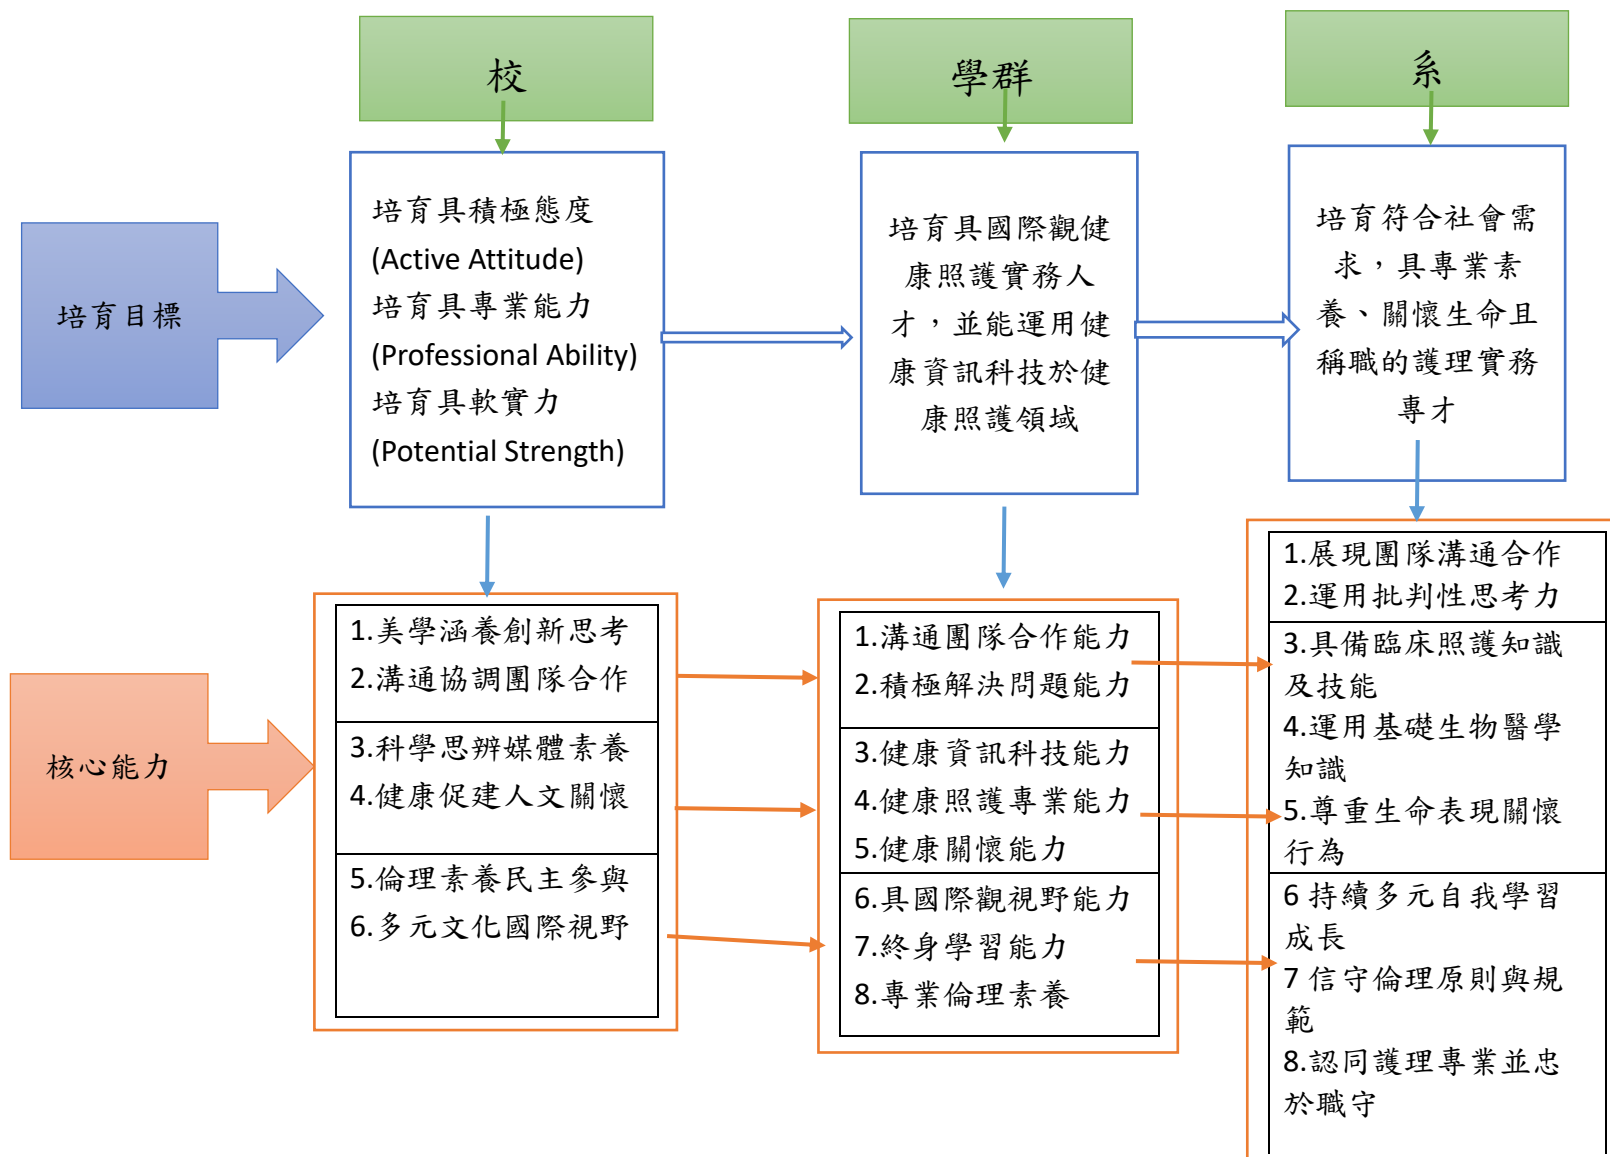 校
學群
系
培育目標
培育具積極態度
(Active Attitude)
培育具專業能力
(Professional Ability)
培育具軟實力
(Potential Strength)
培育具國際觀健
康照護實務人
才，並能運用健
康資訊科技於健
康照護領域
培育符合社會需
求，具專業素
養、關懷生命且
稱職的護理實務
專才
核心能力
1.美學涵養創新思考
2.溝通協調團隊合作
3.科學思辨媒體素養
4.健康促建人文關懷
5.倫理素養民主參與
6.多元文化國際視野
1.溝通團隊合作能力
2.積極解決問題能力
3.健康資訊科技能力
4.健康照護專業能力
5.健康關懷能力
6.具國際觀視野能力
7.終身學習能力
8.專業倫理素養
1.展現團隊溝通合作
2.運用批判性思考力
3.具備臨床照護知識
及技能
4.運用基礎生物醫學
知識
5.尊重生命表現關懷
行為
6 持續多元自我學習
成長
7 信守倫理原則與規
範
8.認同護理專業並忠
於職守